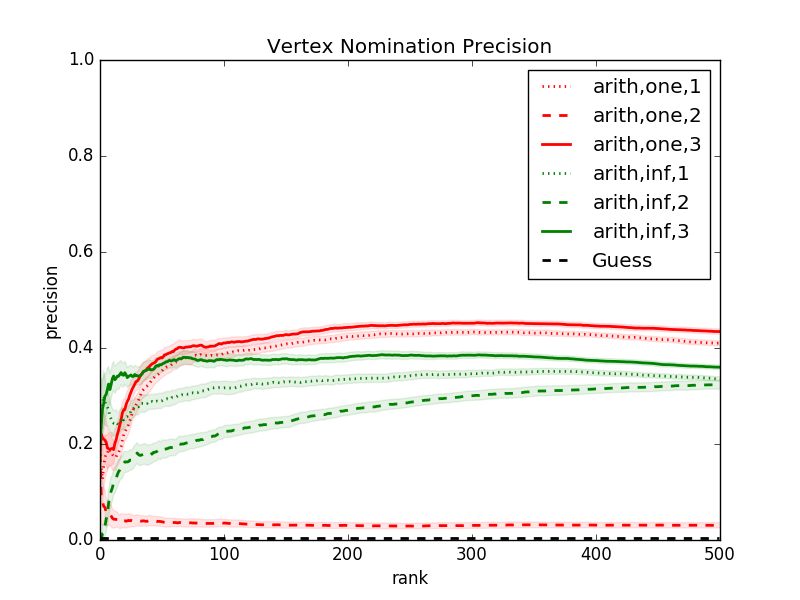 Vertex Nomination Precision
1.0
0.8
0.6
0.4
0.2
0.0
precision
arith,one,1
arith,one,2
arith,one,3
arith,inf,1
arith,inf,2
arith,inf,3
Guess
0 100 200 300 400 500
rank